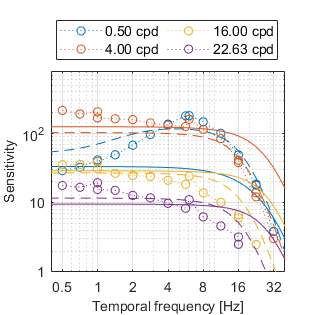 0.50 cpd 16.00 cpd
4.00 cpd 22.63 cpd
Sensitivity
10²
10
1
0.5 1 2 4 8 16 32
Temporal frequency [Hz]